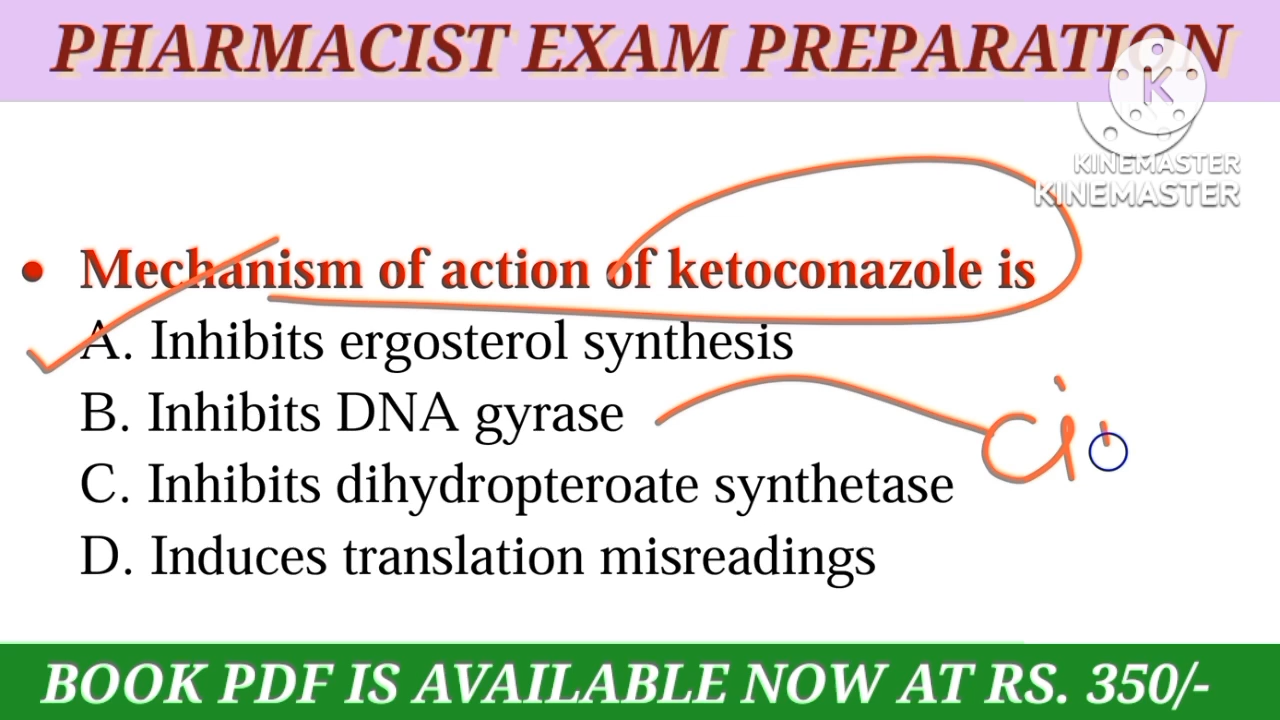 PHARMACIST EXAM PREPARATION
K
KINEMASTER
KINEMASTER
• Mechanism of action of ketoconazole is
A. Inhibits ergosterol synthesis
B. Inhibits DNA gyrase
Ci
C. Inhibits dihydropteroate synthetase
D. Induces translation misreadings
BOOK PDF IS AVAILABLE NOW AT RS. 350/-